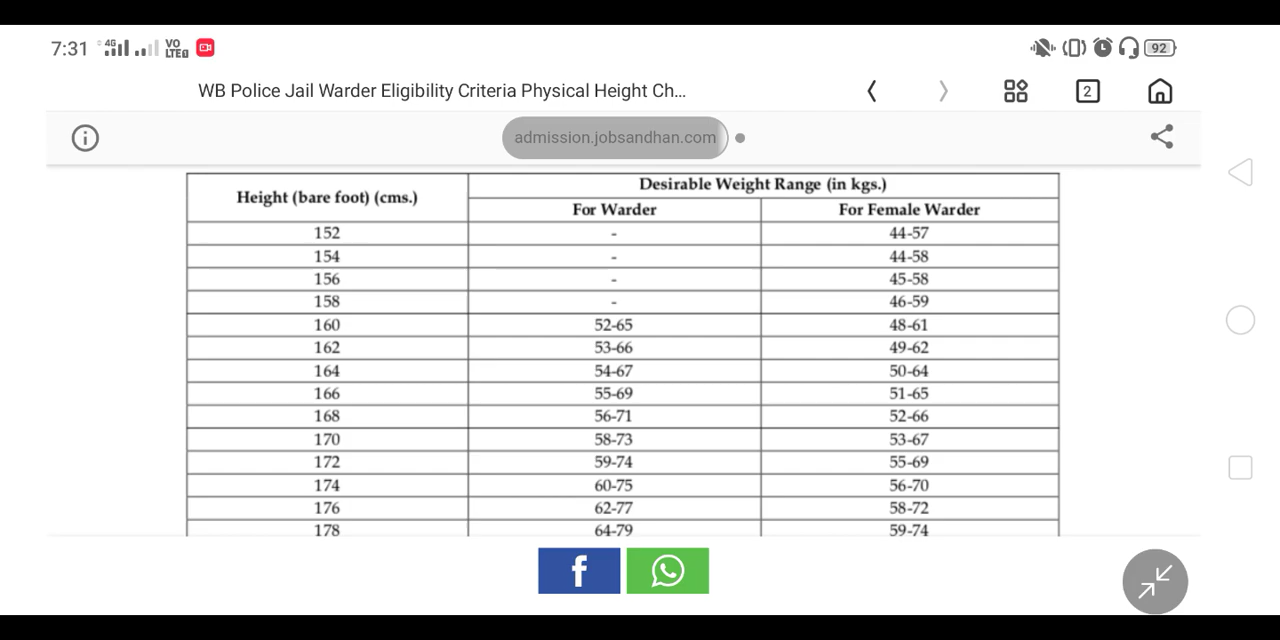 7:31 4G VO LTE1 92
WB Police Jail Warder Eligibility Criteria Physical Height Ch... 2
admission.jobsandhan.com
Height (bare foot) (cms.) Desirable Weight Range (in kgs.)
For Warder For Female Warder
152 - 44-57
154 - 44-58
156 - 45-58
158 - 46-59
160 52-65 48-61
162 53-66 49-62
164 54-67 50-64
166 55-69 51-65
168 56-71 52-66
170 58-73 53-67
172 59-74 55-69
174 60-75 56-70
176 62-77 58-72
178 64-79 59-74
f